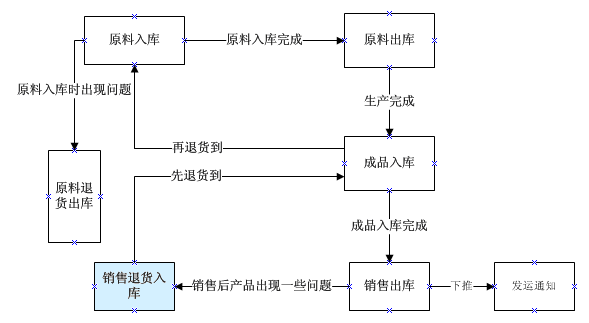 原料入库
原料入库完成
原料出库
原料入库时出现问题
生产完成
再退货到
成品入库
先退货到
原料退
货出库
成品入库完成
销售退货入
库
销售后产品出现一些问题
销售出库
下推
发运通知